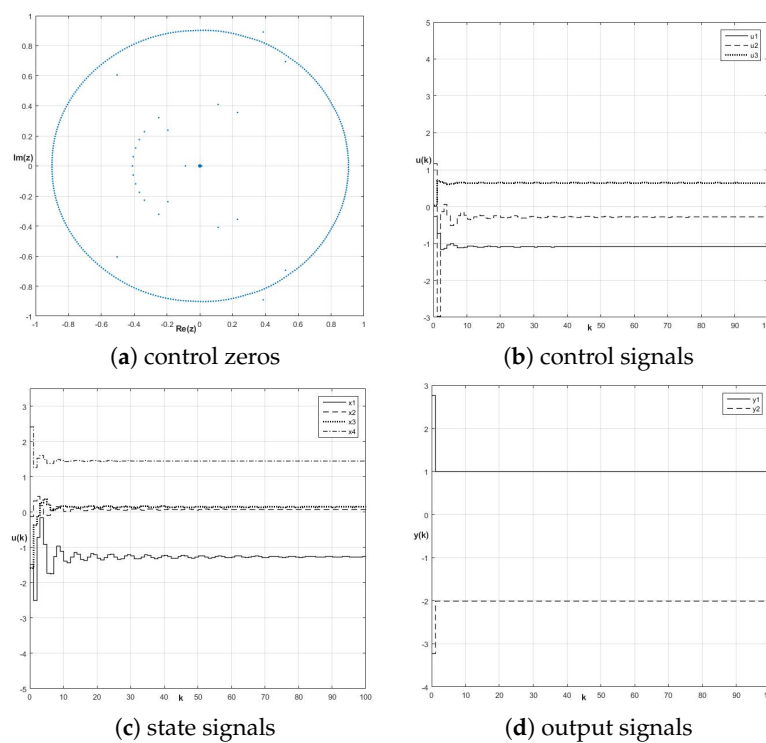 1
0.8
0.6
0.4
0.2
Im(z)
0
-0.2
-0.4
-0.6
-0.8
-1
-1 -0.8 -0.6 -0.4 -0.2 0 0.2 0.4 0.6 0.8 1
Re(z)
(a) control zeros
5
4
3
2
u(k)
1
0
-1
-2
-3
0 10 20 30 40 50 60 70 80 90 100
k
u1
u2
u3
(b) control signals
3
2
1
0
u(k)
-1
-2
-3
-4
-5
0 10 20 30 40 50 60 70 80 90 100
k
x1
x2
x3
x4
(c) state signals
3
2
1
0
y(k)
-1
-2
-3
-4
0 10 20 30 40 50 60 70 80 90 100
k
y1
y2
(d) output signals